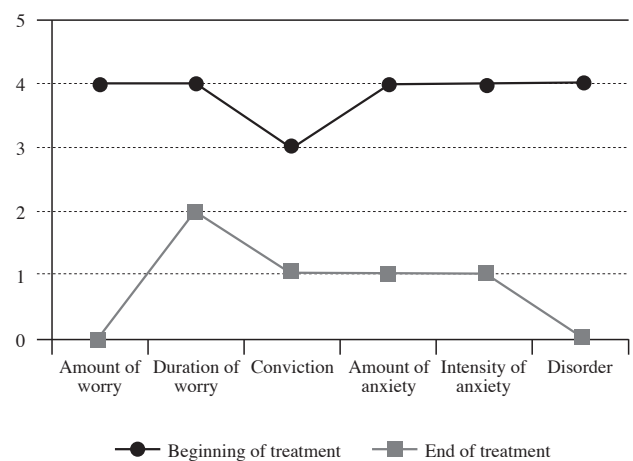 5
4
3
2
1
0
Amount of worry
Duration of worry
Conviction
Amount of anxiety
Intensity of anxiety
Disorder
Beginning of treatment
End of treatment